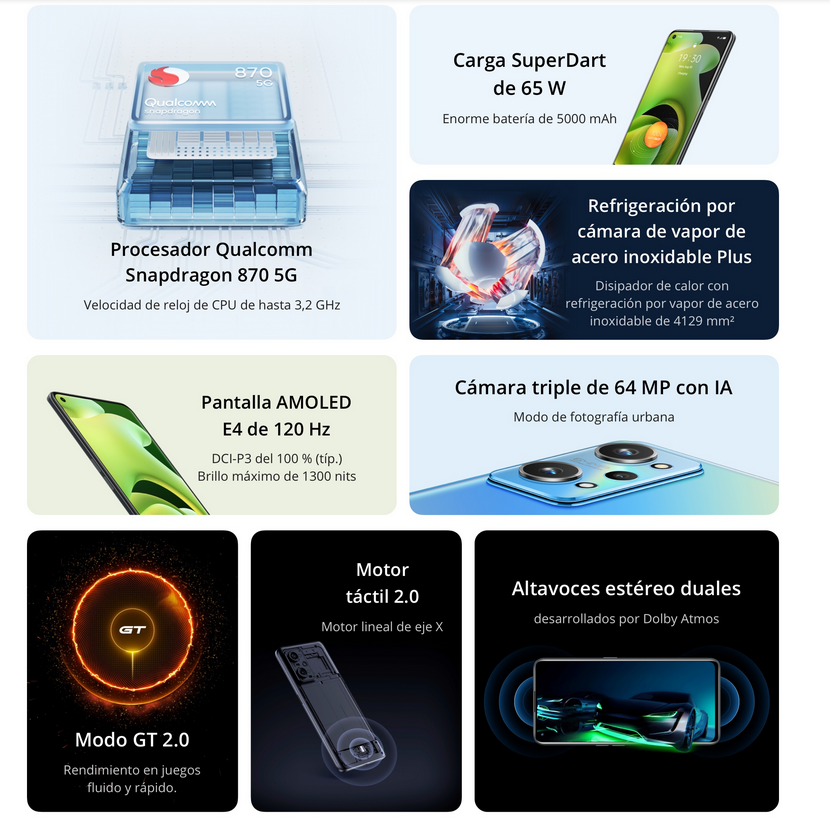 870
5G
Qualcomm
snapdragon
Procesador Qualcomm
Snapdragon 870 5G
Velocidad de reloj de CPU de hasta 3,2 GHz
Carga SuperDart
de 65 W
Enorme batería de 5000 mAh
19:30
Refrigeración por
cámara de vapor de
acero inoxidable Plus
Disipador de calor con
refrigeración por vapor de acero
inoxidable de 4129 mm²
Pantalla AMOLED
E4 de 120 Hz
DCI-P3 del 100 % (típ.)
Brillo máximo de 1300 nits
Cámara triple de 64 MP con IA
Modo de fotografía urbana
GT
Modo GT 2.0
Rendimiento en juegos
fluido y rápido.
Motor
táctil 2.0
Motor lineal de eje X
Altavoces estéreo duales
desarrollados por Dolby Atmos